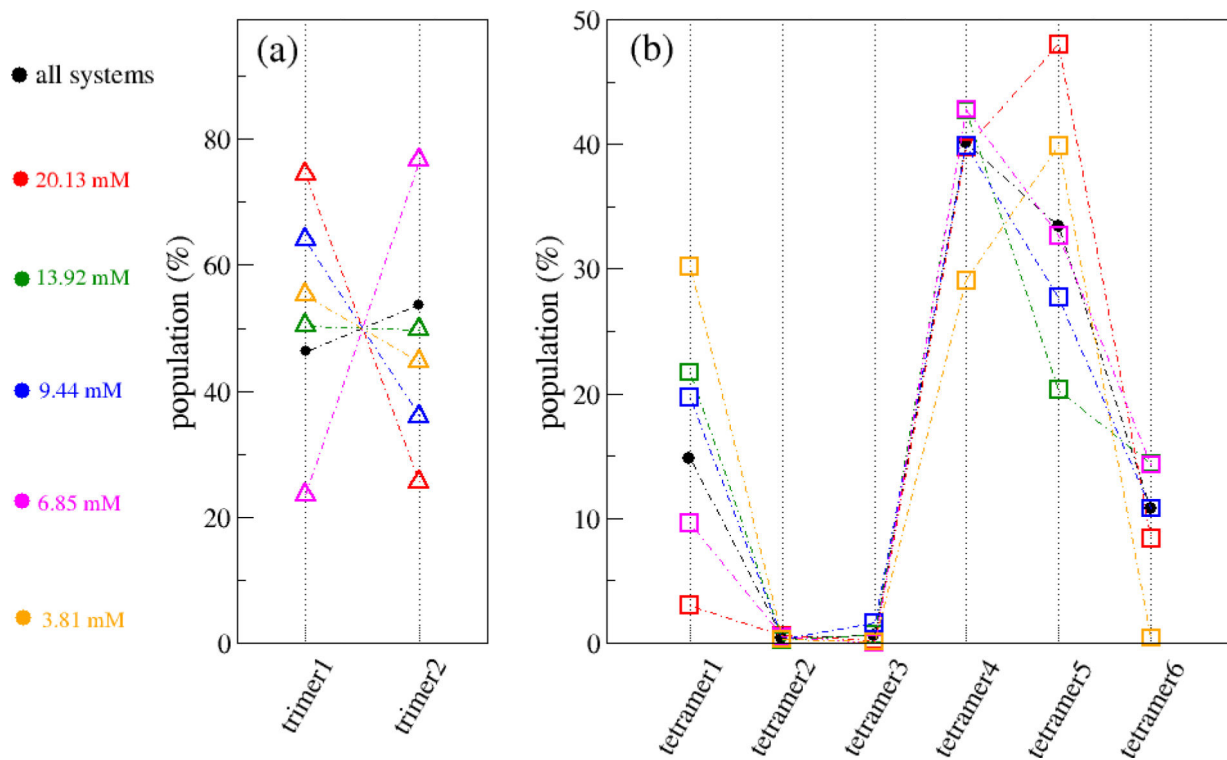 all systems
20.13 mM
13.92 mM
9.44 mM
6.85 mM
3.81 mM
(a)
population (%)
80
60
40
20
0
trimer1
trimer2
(b)
population (%)
50
40
30
20
10
0
tetramer1
tetramer2
tetramer3
tetramer4
tetramer5
tetramer6